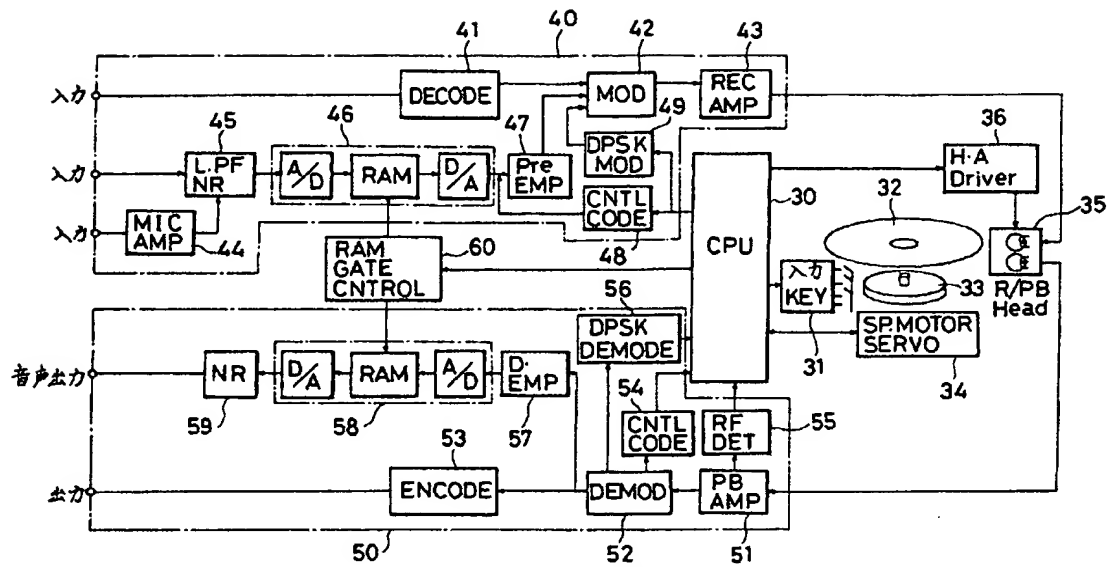 40
41
42
43
入力
DECODE
MOD
REC
AMP
45
46
47
49
36
入力
L.PF
NR
A/D
RAM
D/A
Pre
EMP
DPSK
MOD
H·A
Driver
30
32
35
入力
MIC
AMP
44
CNTL
CODE
48
CPU
RAM
GATE
CNTROL
60
入力
KEY
31
33
R/PB
Head
56
DPSK
DEMODE
SP.MOTOR
SERVO
34
音声出力
NR
59
D/A
RAM
A/D
58
D·
EMP
57
54
CNTL
CODE
RF
DET
55
53
出力
ENCODE
DEMOD
PB
AMP
50
52
51